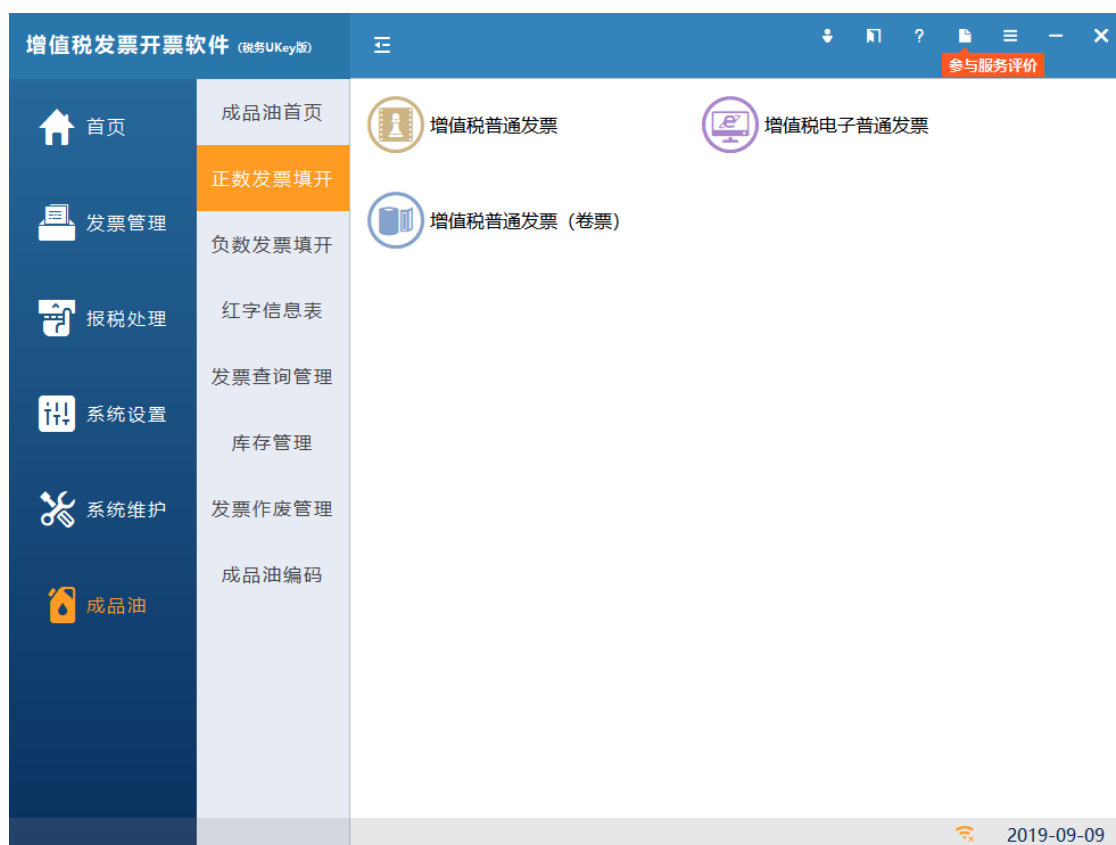 增值税发票开票软件 (税务UKey版)
?
参与服务评价
首页
发票管理
报税处理
系统设置
系统维护
成品油
成品油首页
正数发票填开
负数发票填开
红字信息表
发票查询管理
库存管理
发票作废管理
成品油编码
增值税普通发票
增值税电子普通发票
增值税普通发票（卷票）
2019-09-09